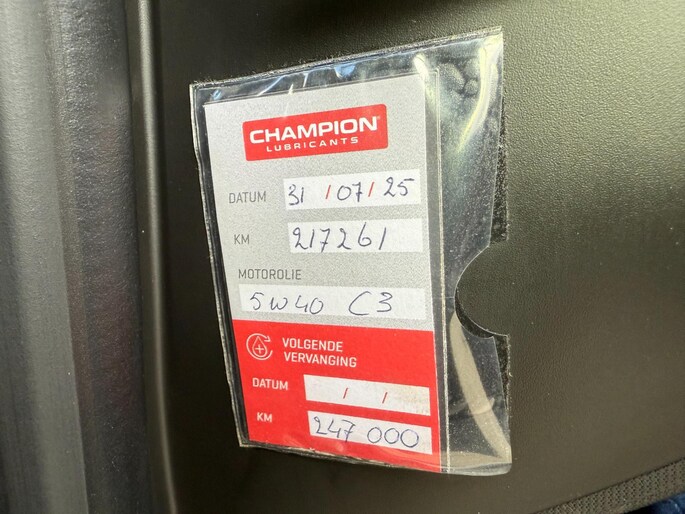 CHAMPION®
LUBRICANTS
DATUM 31 / 07 / 25
KM 217261
MOTOROLIE
5W40 C3
VOLGENDE
VERVANGING
DATUM / /
KM 247 000